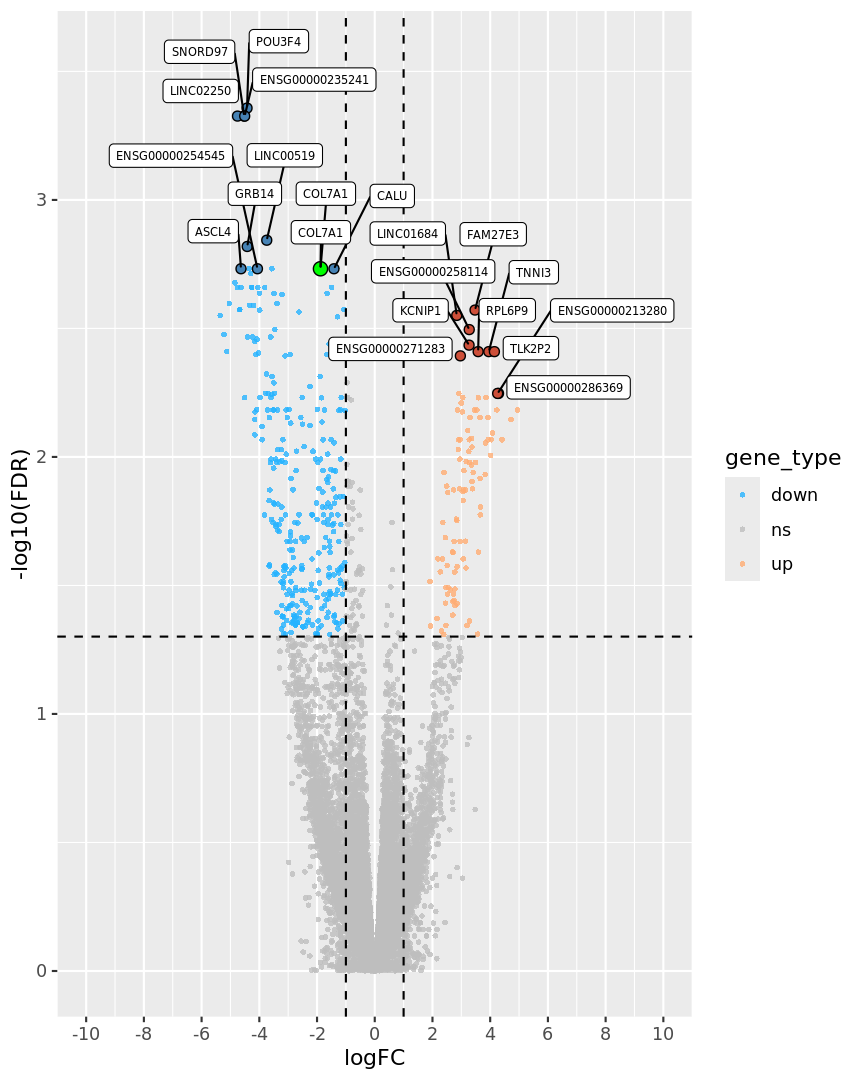 POU3F4
SNORD97
ENSG00000235241
LINC02250
ENSG00000254545
LINC00519
GRB14
COL7A1
CALU
ASCL4
COL7A1
LINC01684
FAM27E3
ENSG00000258114
TNNI3
KCNIP1
RPL6P9
ENSG00000213280
ENSG00000271283
TLK2P2
ENSG00000286369
3
2
1
0
-log10(FDR)
-10 -8 -6 -4 -2 0 2 4 6 8 10
logFC
gene_type
down
ns
up